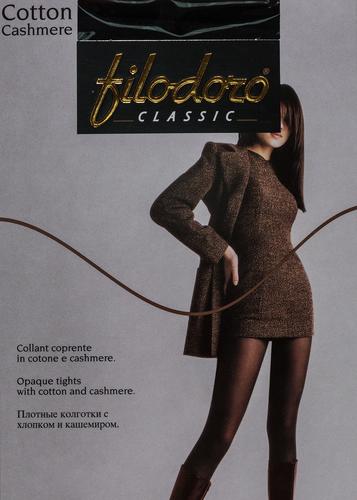 Cotton
Cashmere
filodoro®
CLASSIC
Collant coprente
in cotone e cashmere.
Opaque tights
with cotton and cashmere.
Плотные колготки с
хлопком и кашемиром.